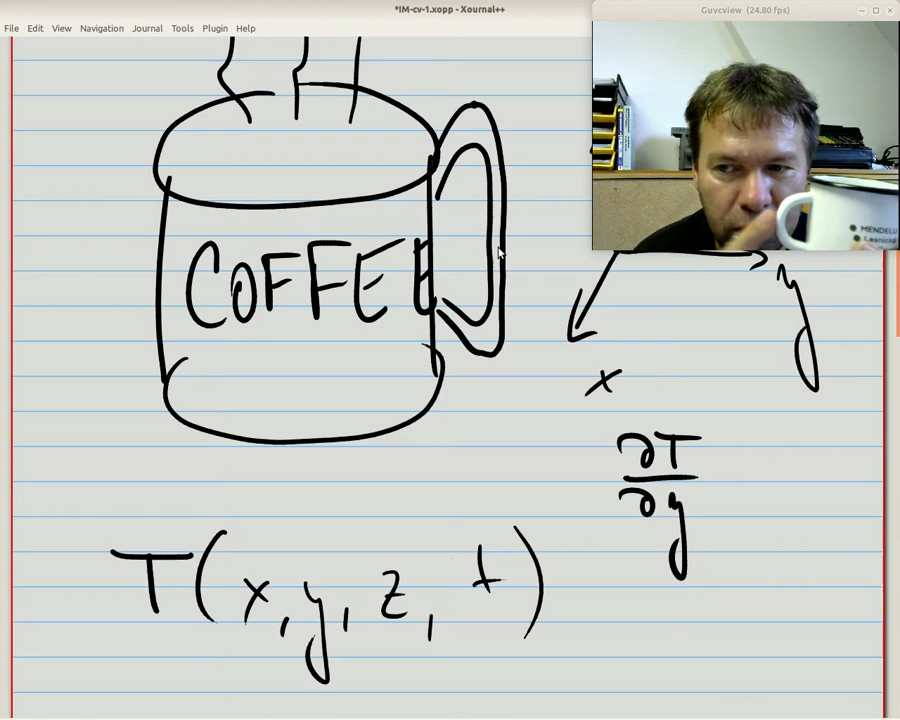 *IM-cv-1.xopp - Xournal++
Guvcview (24.80 fps)
File Edit View Navigation Journal Tools Plugin Help
MENDELU
Lesnická
COFFEE
y
x
∂T
∂y
T(x, y, z, t)